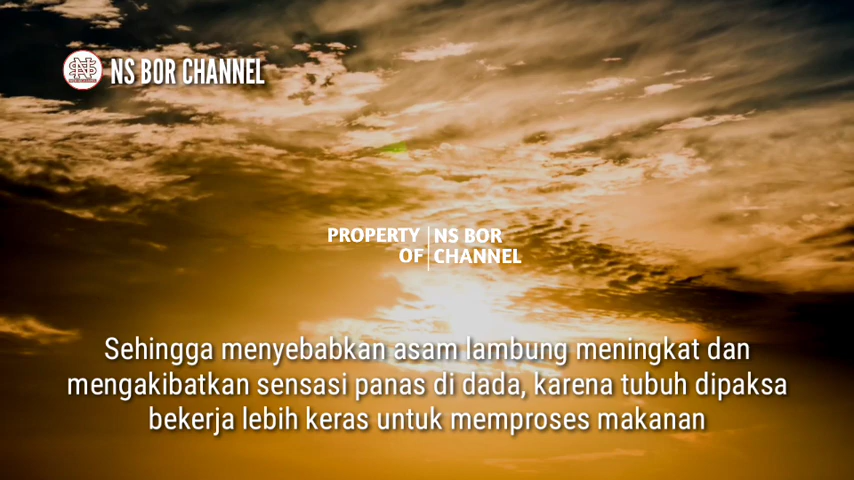 NS BOR CHANNEL
PROPERTY OF
NS BOR CHANNEL
Sehingga menyebabkan asam lambung meningkat dan
mengakibatkan sensasi panas di dada, karena tubuh dipaksa
bekerja lebih keras untuk memproses makanan